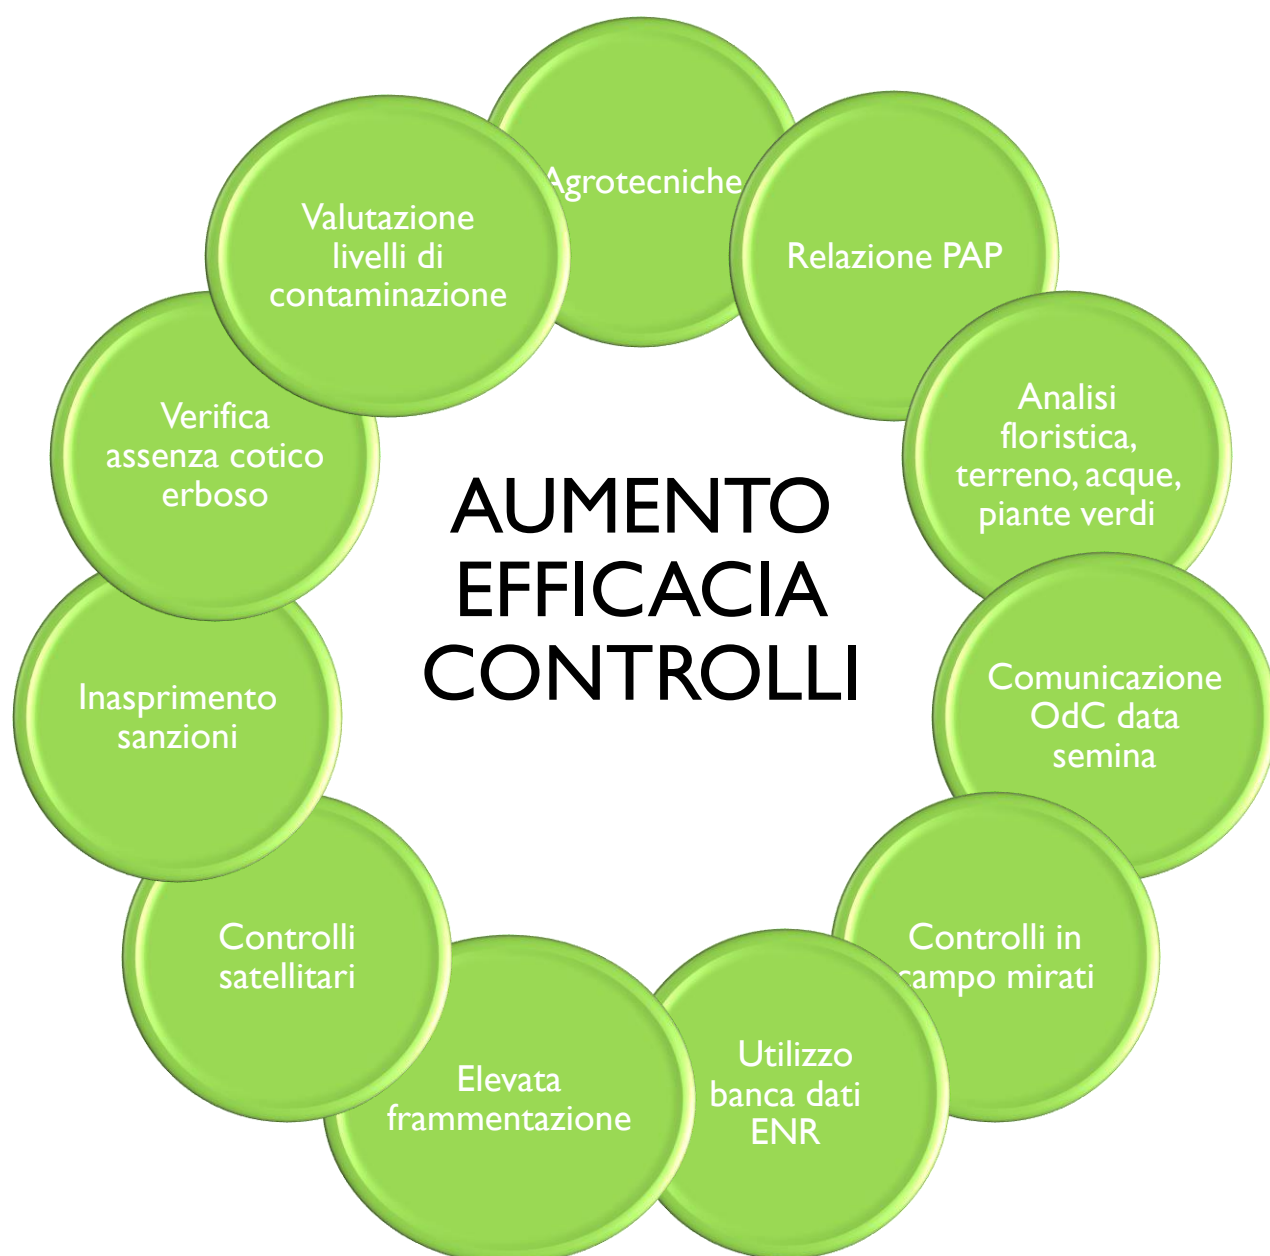 Agrotecniche
Relazione PAP
Analisi
floristica,
terreno, acque,
piante verdi
Comunicazione
OdC data
semina
Controlli in
campo mirati
Utilizzo
banca dati
ENR
Elevata
frammentazione
Controlli
satellitari
Inasprimento
sanzioni
Verifica
assenza cotico
erboso
Valutazione
livelli di
contaminazione
AUMENTO
EFFICACIA
CONTROLLI